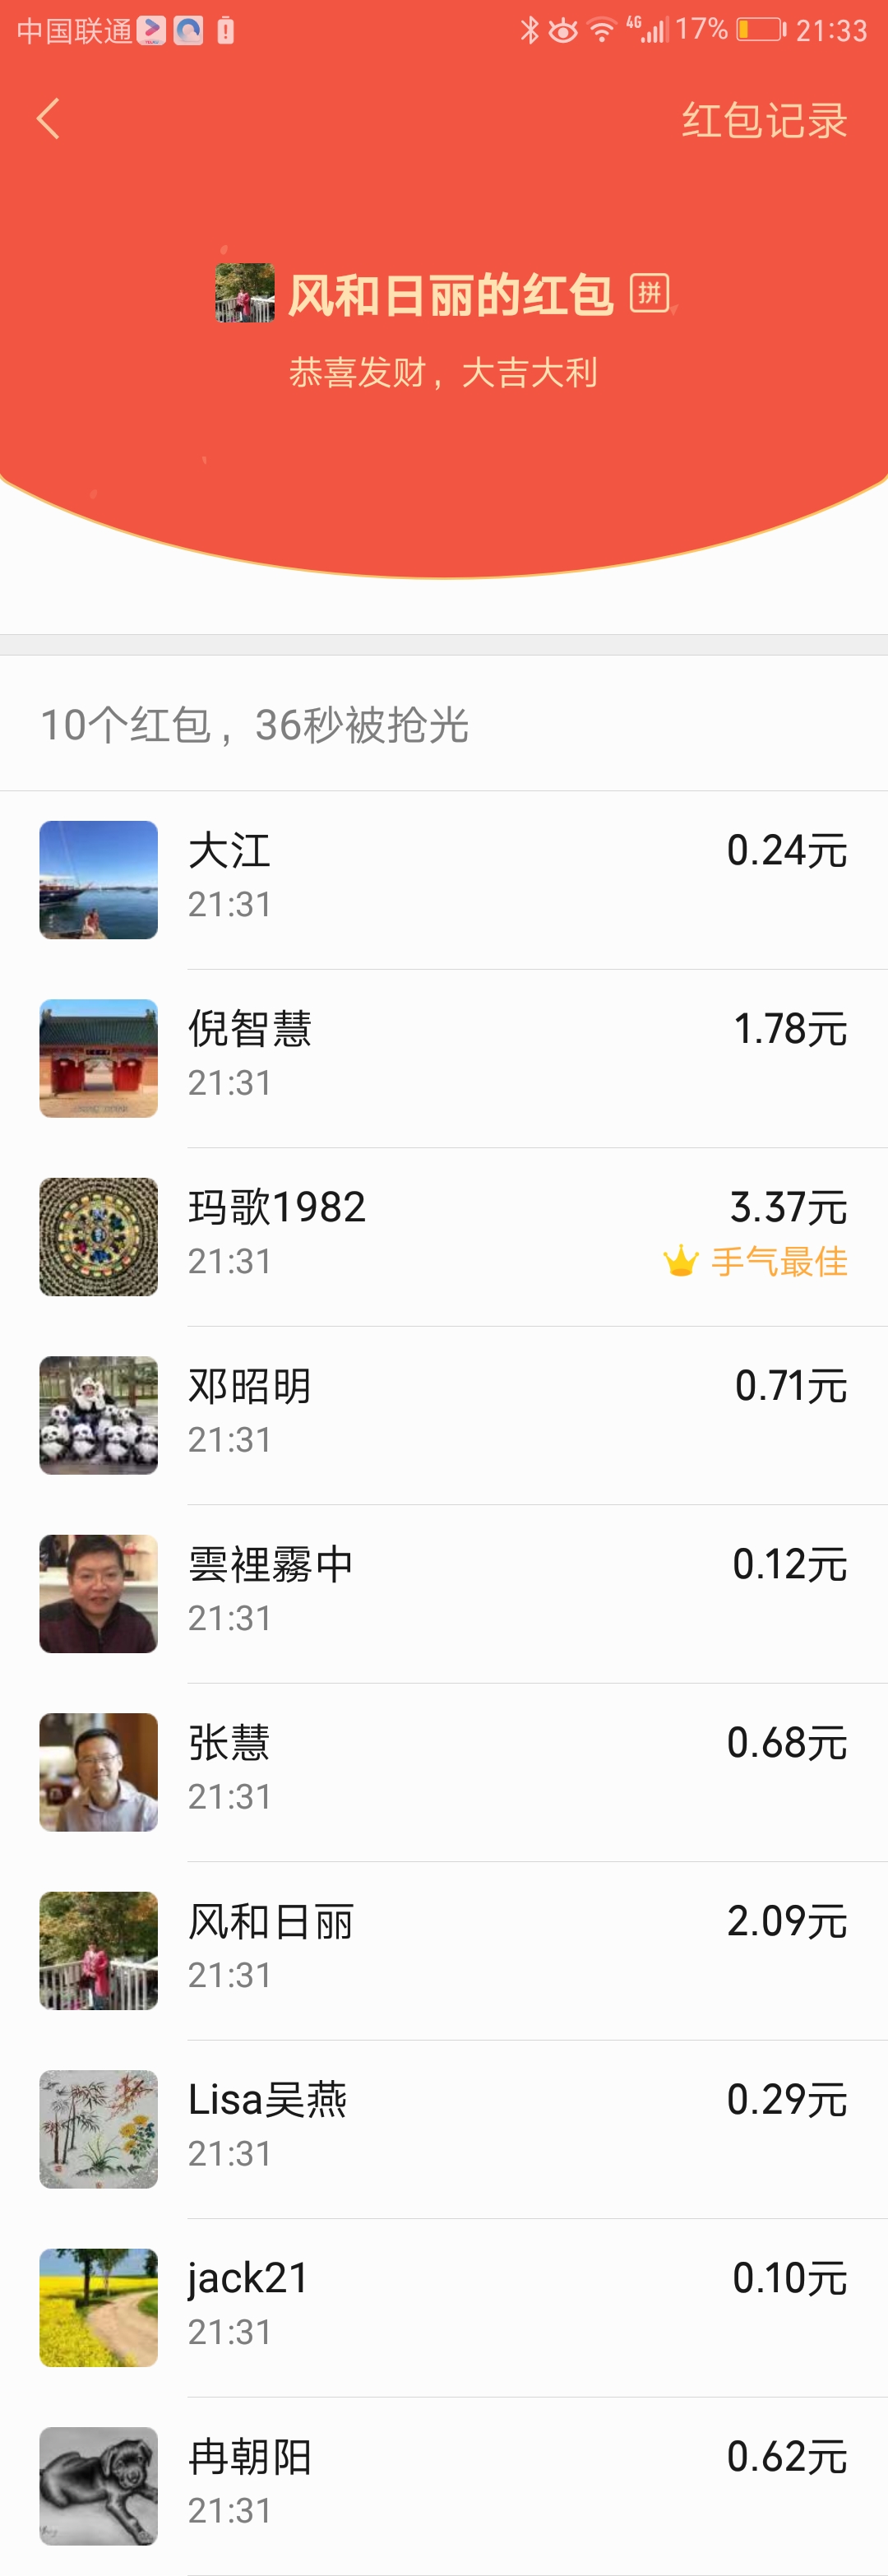 中国联通 4G 17% 21:33
红包记录
风和日丽的红包 拼
恭喜发财，大吉大利
10个红包，36秒被抢光
大江 0.24元
21:31
倪智慧 1.78元
21:31
玛歌1982 3.37元
21:31 手气最佳
邓昭明 0.71元
21:31
雲裡霧中 0.12元
21:31
张慧 0.68元
21:31
风和日丽 2.09元
21:31
Lisa吴燕 0.29元
21:31
jack21 0.10元
21:31
冉朝阳 0.62元
21:31